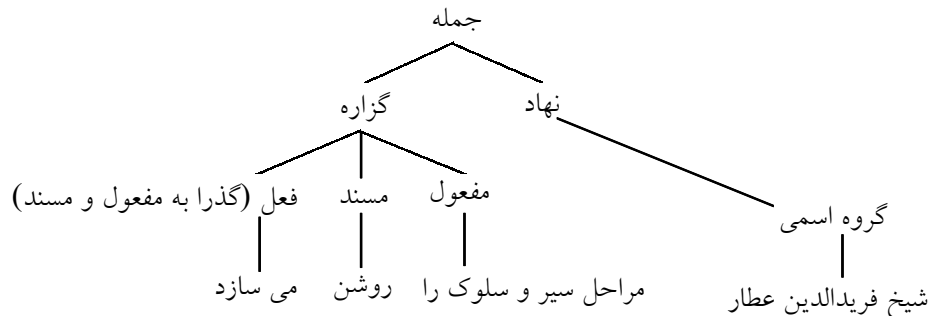 جمله
نهاد گزاره
مفعول مسند فعل (گذرا به مفعول و مسند)
گروه اسمی
مراحل سیر و سلوک را روشن می سازد
شیخ فریدالدین عطار